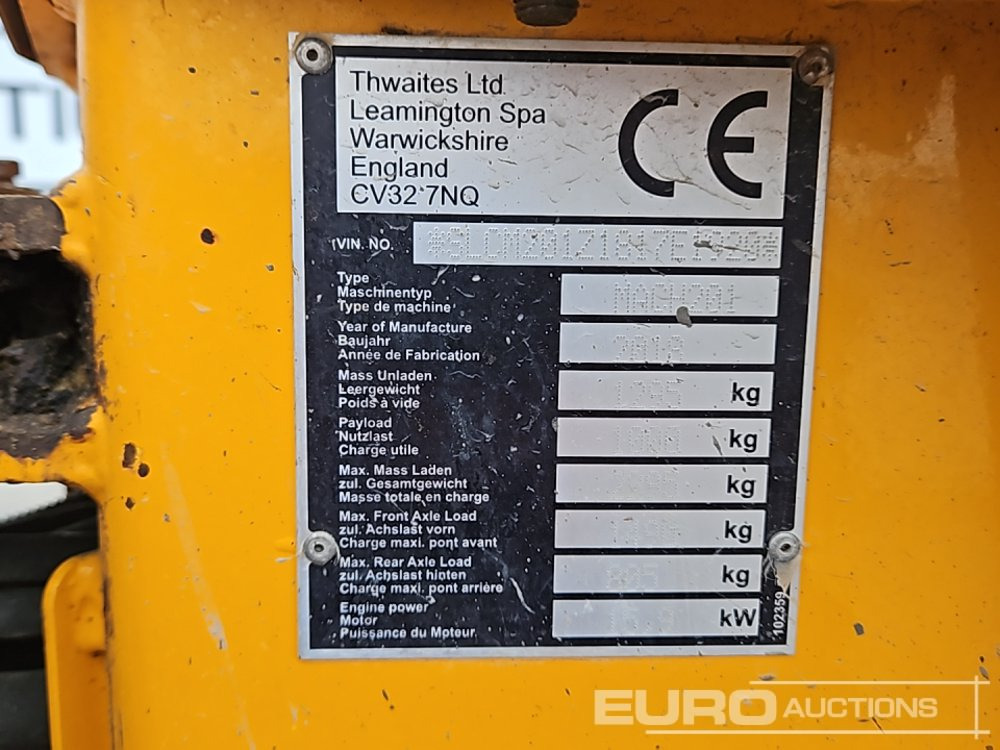 Thwaites Ltd
Leamington Spa
Warwickshire
England
CV32 7NQ
CE
VIN. NO.
Type
Maschinentyp
Type de machine
MACH201
Year of Manufacture
Baujahr
Année de Fabrication
2018
Mass Unladen
Leergewicht
Poids à vide
kg
Payload
Nutzlast
Charge utile
kg
Max. Mass Laden
zul. Gesamtgewicht
Masse totale en charge
kg
Max. Front Axle Load
zul. Achslast vorn
Charge maxi. pont avant
kg
Max. Rear Axle Load
zul. Achslast hinten
Charge maxi. pont arrière
kg
Engine power
Motor
Puissance du Moteur
kW
102359
EURO AUCTIONS